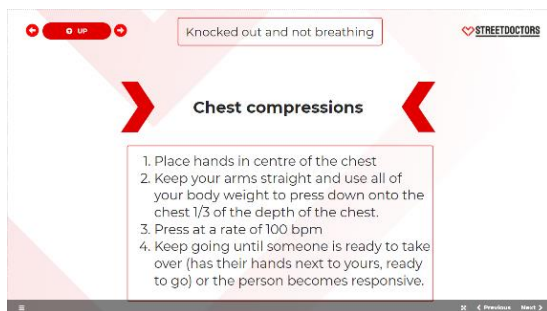 UP
Knocked out and not breathing
STREETDOCTORS
Chest compressions
1. Place hands in centre of the chest
2. Keep your arms straight and use all of
your body weight to press down onto the
chest 1/3 of the depth of the chest.
3. Press at a rate of 100 bpm
4. Keep going until someone is ready to take
over (has their hands next to yours, ready
to go) or the person becomes responsive.
Previous Next